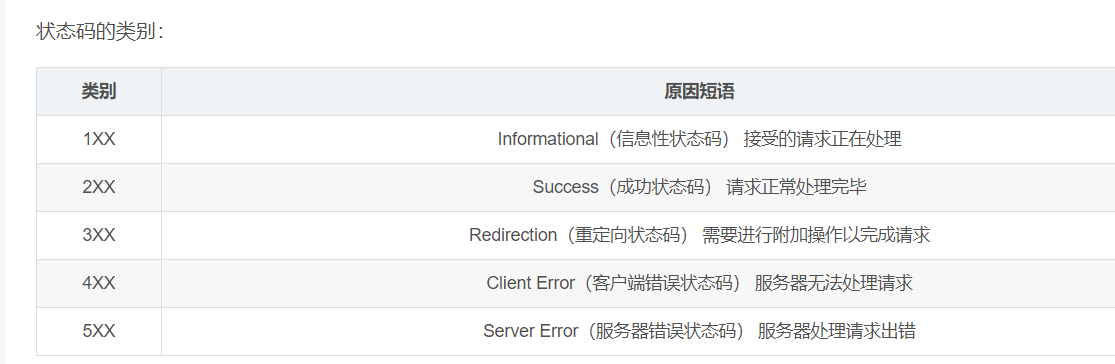 状态码的类别：
类别 原因短语
1XX Informational（信息性状态码） 接受的请求正在处理
2XX Success（成功状态码） 请求正常处理完毕
3XX Redirection（重定向状态码） 需要进行附加操作以完成请求
4XX Client Error（客户端错误状态码） 服务器无法处理请求
5XX Server Error（服务器错误状态码） 服务器处理请求出错